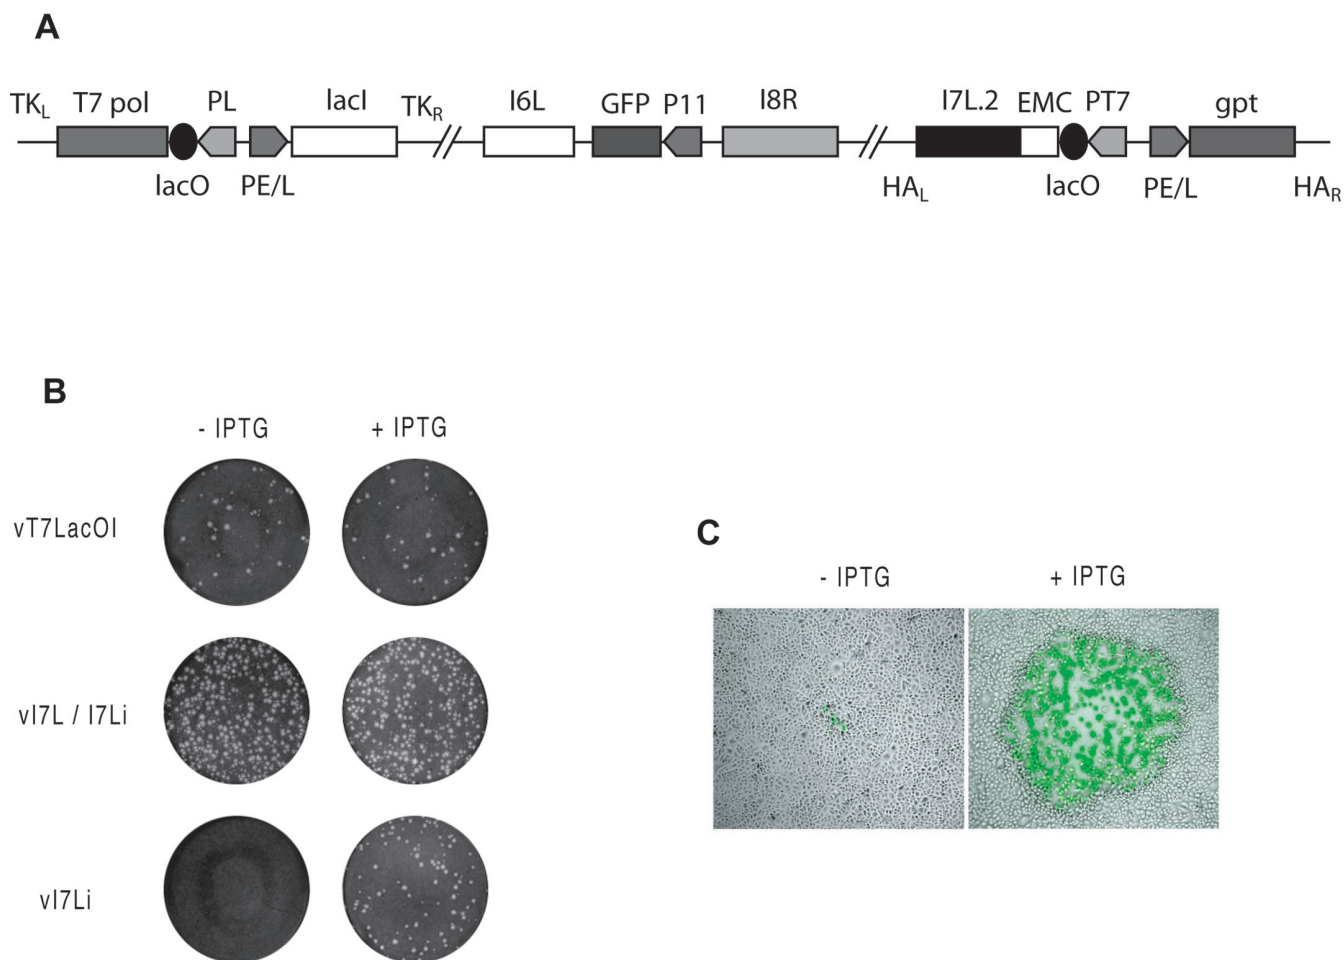 A
TKL T7 pol PL lacI TKR I6L GFP P11 I8R I7L.2 EMC PT7 gpt
lacO PE/L HAL lacO PE/L HAR
B
- IPTG + IPTG
vT7LacOI
vI7L / I7Li
vI7Li
C
- IPTG + IPTG